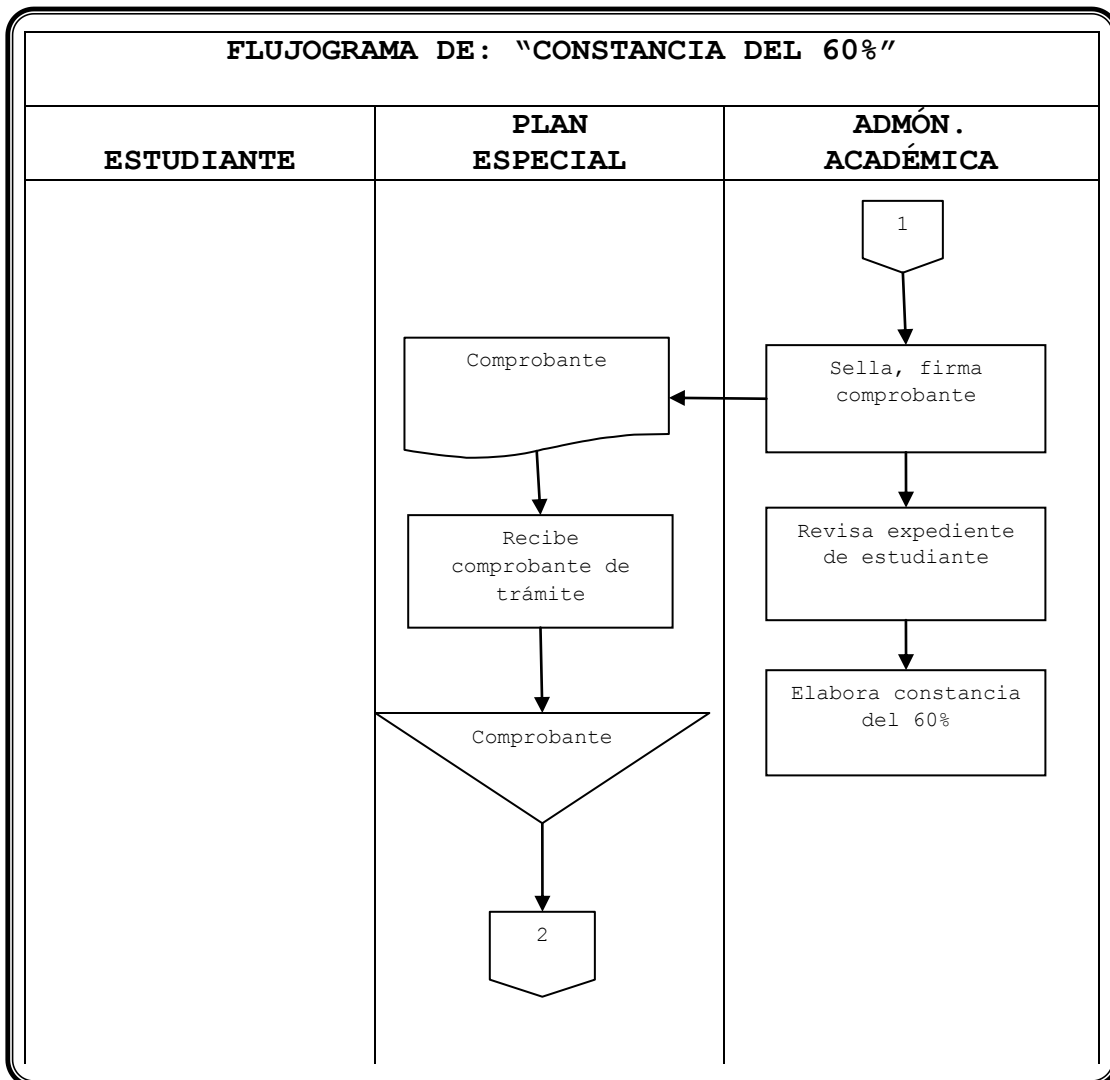 FLUJOGRAMA DE: “CONSTANCIA DEL 60%”
ESTUDIANTE
PLAN
ESPECIAL
ADMÓN.
ACADÉMICA
1
Comprobante
Sella, firma
comprobante
Recibe
comprobante de
trámite
Revisa expediente
de estudiante
Elabora constancia
del 60%
Comprobante
2